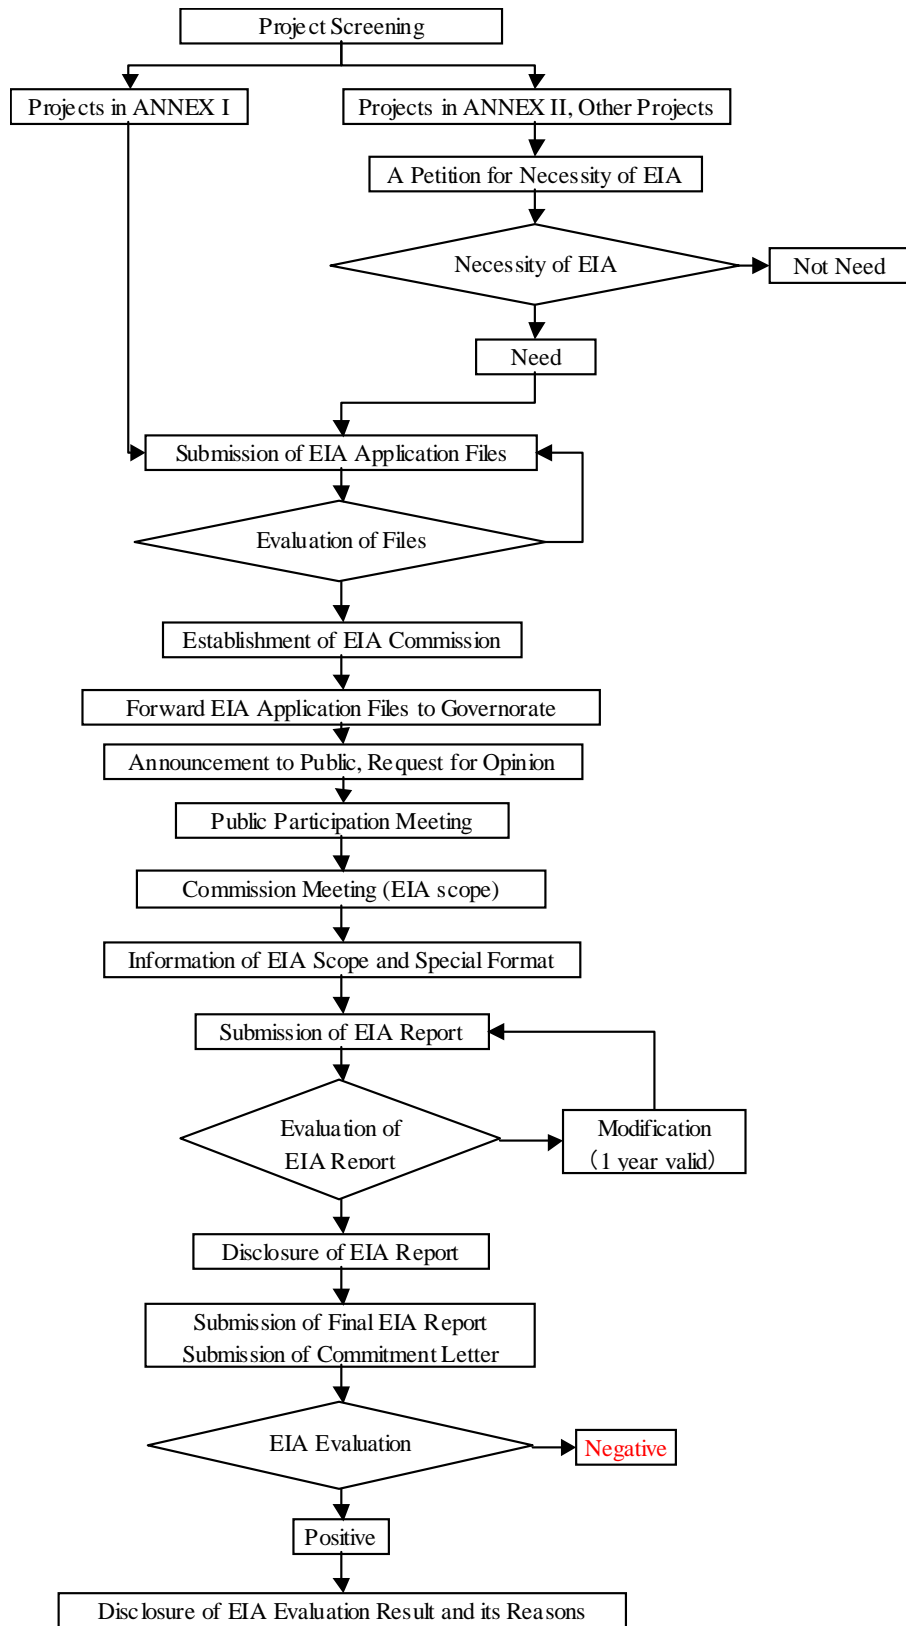 Project Screening
Projects in ANNEX I
Projects in ANNEX II, Other Projects
A Petition for Necessity of EIA
Necessity of EIA
Not Need
Need
Submission of EIA Application Files
Evaluation of Files
Establishment of EIA Commission
Forward EIA Application Files to Governorate
Announcement to Public, Request for Opinion
Public Participation Meeting
Commission Meeting (EIA scope)
Information of EIA Scope and Special Format
Submission of EIA Report
Evaluation of
EIA Report
Modification
(1 year valid)
Disclosure of EIA Report
Submission of Final EIA Report
Submission of Commitment Letter
EIA Evaluation
Negative
Positive
Disclosure of EIA Evaluation Result and its Reasons